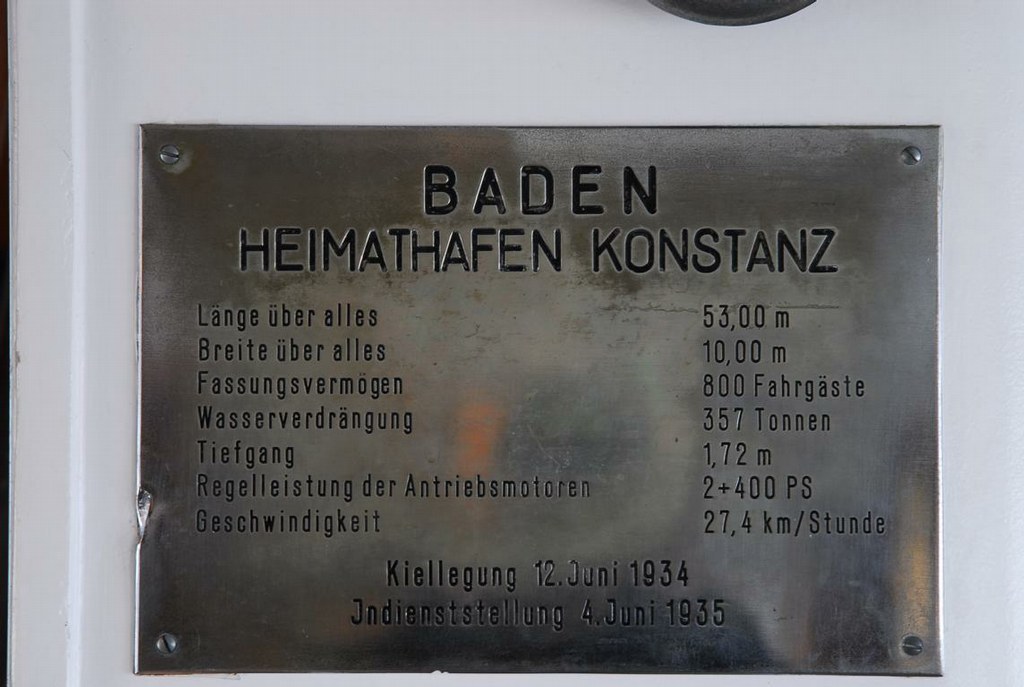 BADEN
HEIMATHAFEN KONSTANZ
Länge über alles 53,00 m
Breite über alles 10,00 m
Fassungsvermögen 800 Fahrgäste
Wasserverdrängung 357 Tonnen
Tiefgang 1,72 m
Regelleistung der Antriebsmotoren 2+400 PS
Geschwindigkeit 27,4 km/Stunde
Kiellegung 12. Juni 1934
Jndienststellung 4. Juni 1935